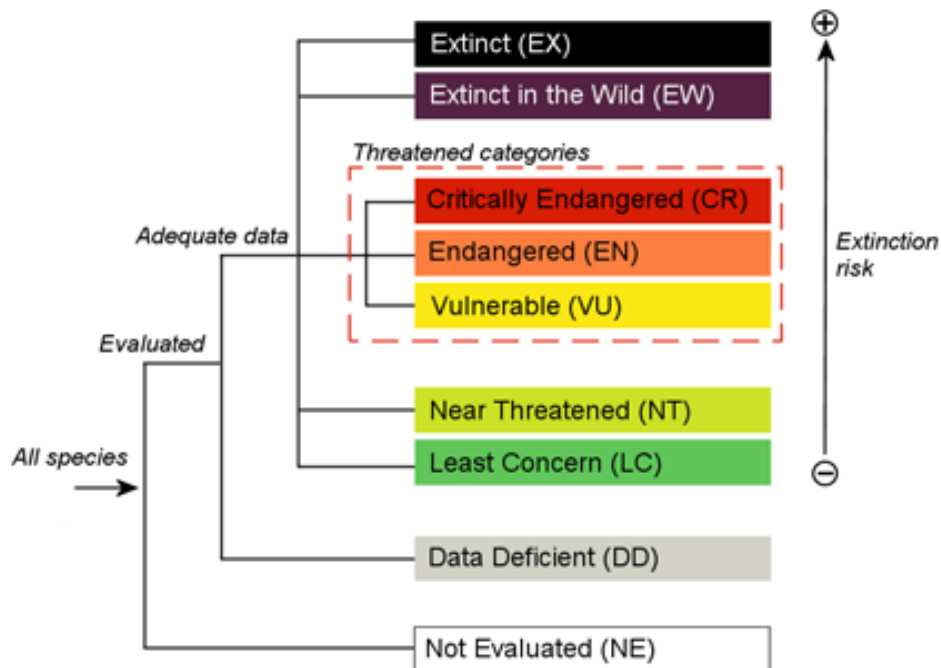 Extinct (EX)
Extinct in the Wild (EW)
Threatened categories
Critically Endangered (CR)
Adequate data
Endangered (EN)
Extinction
risk
Vulnerable (VU)
Evaluated
Near Threatened (NT)
All species
Least Concern (LC)
Data Deficient (DD)
Not Evaluated (NE)